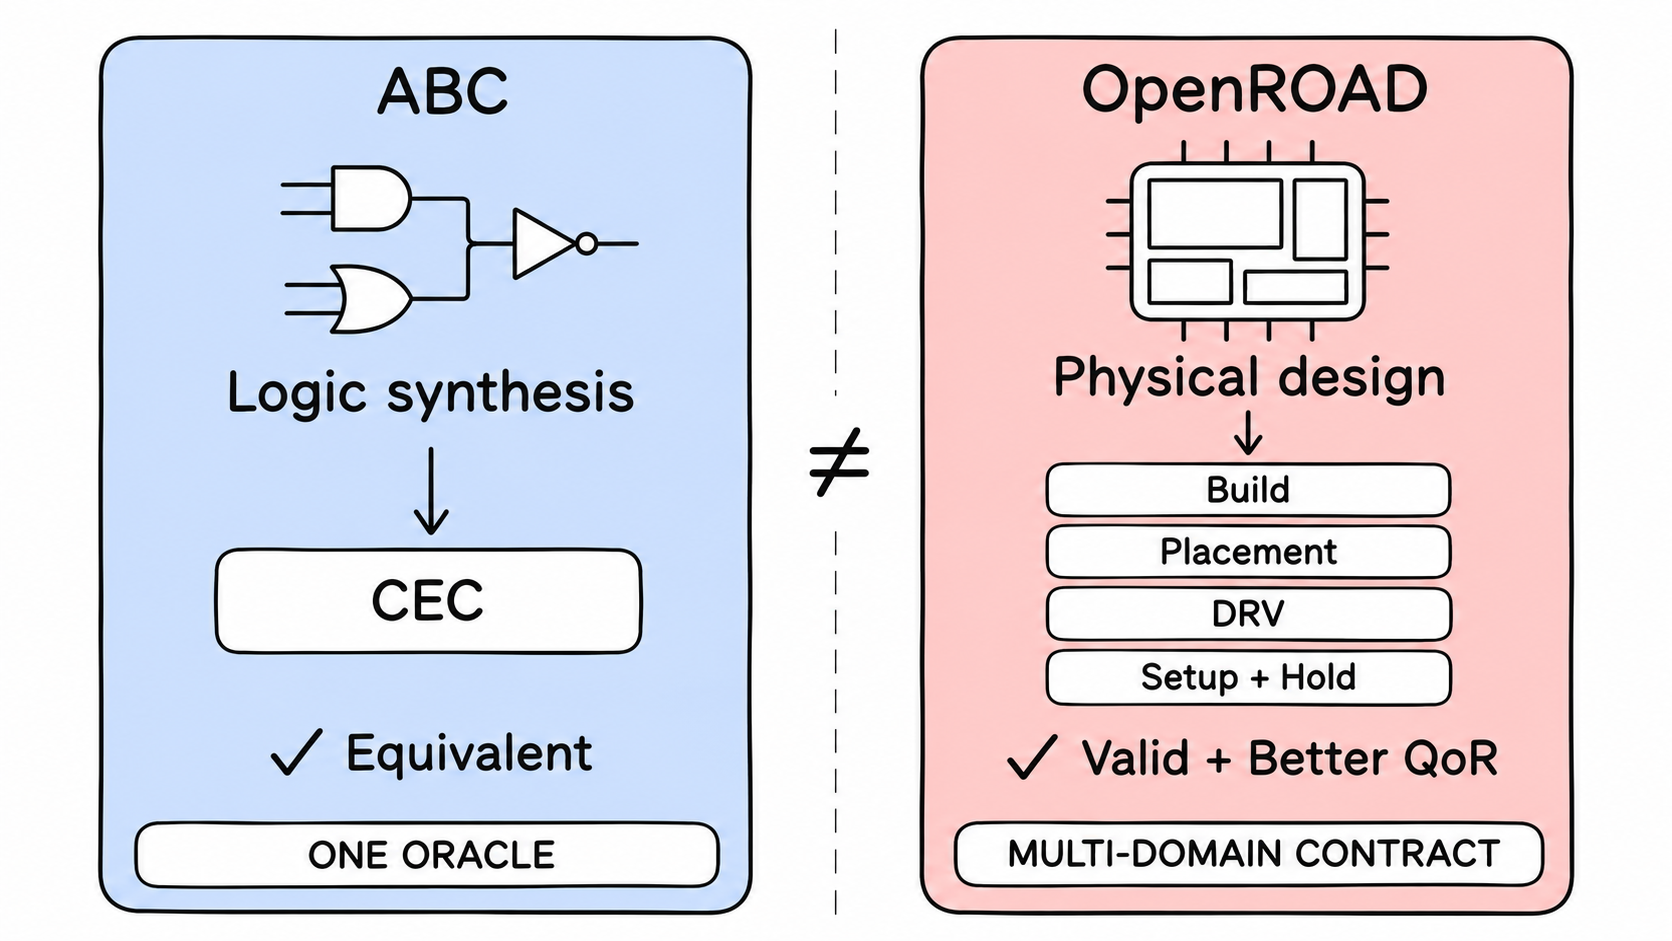 ABC
Logic synthesis
CEC
✓ Equivalent
ONE ORACLE
≠
OpenROAD
Physical design
Build
Placement
DRV
Setup + Hold
✓ Valid + Better QoR
MULTI-DOMAIN CONTRACT